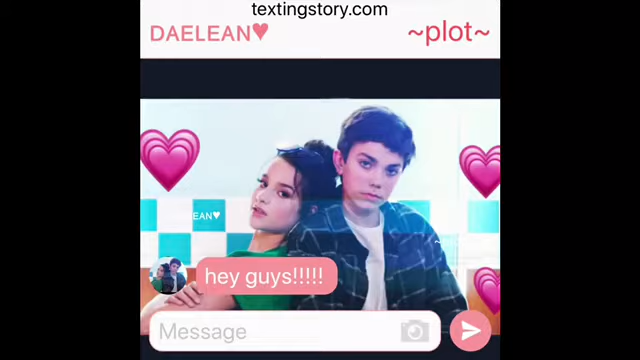 textingstory.com
DAELEAN♥ ~plot~
EAN♥
hey guys!!!!!
Message